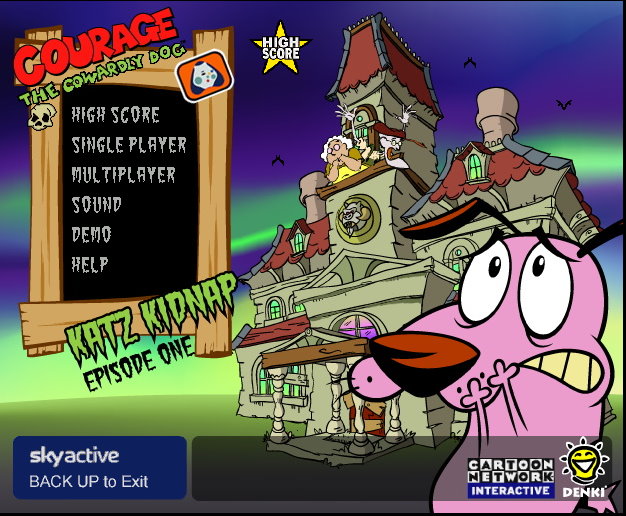 COURAGE
THE COWARDLY DOG
HIGH
SCORE
HIGH SCORE
SINGLE PLAYER
MULTIPLAYER
SOUND
DEMO
HELP
KATZ KIDNAP
EPISODE ONE
skyactive
BACK UP to Exit
CARTOON
NETWORK
INTERACTIVE
DENKI